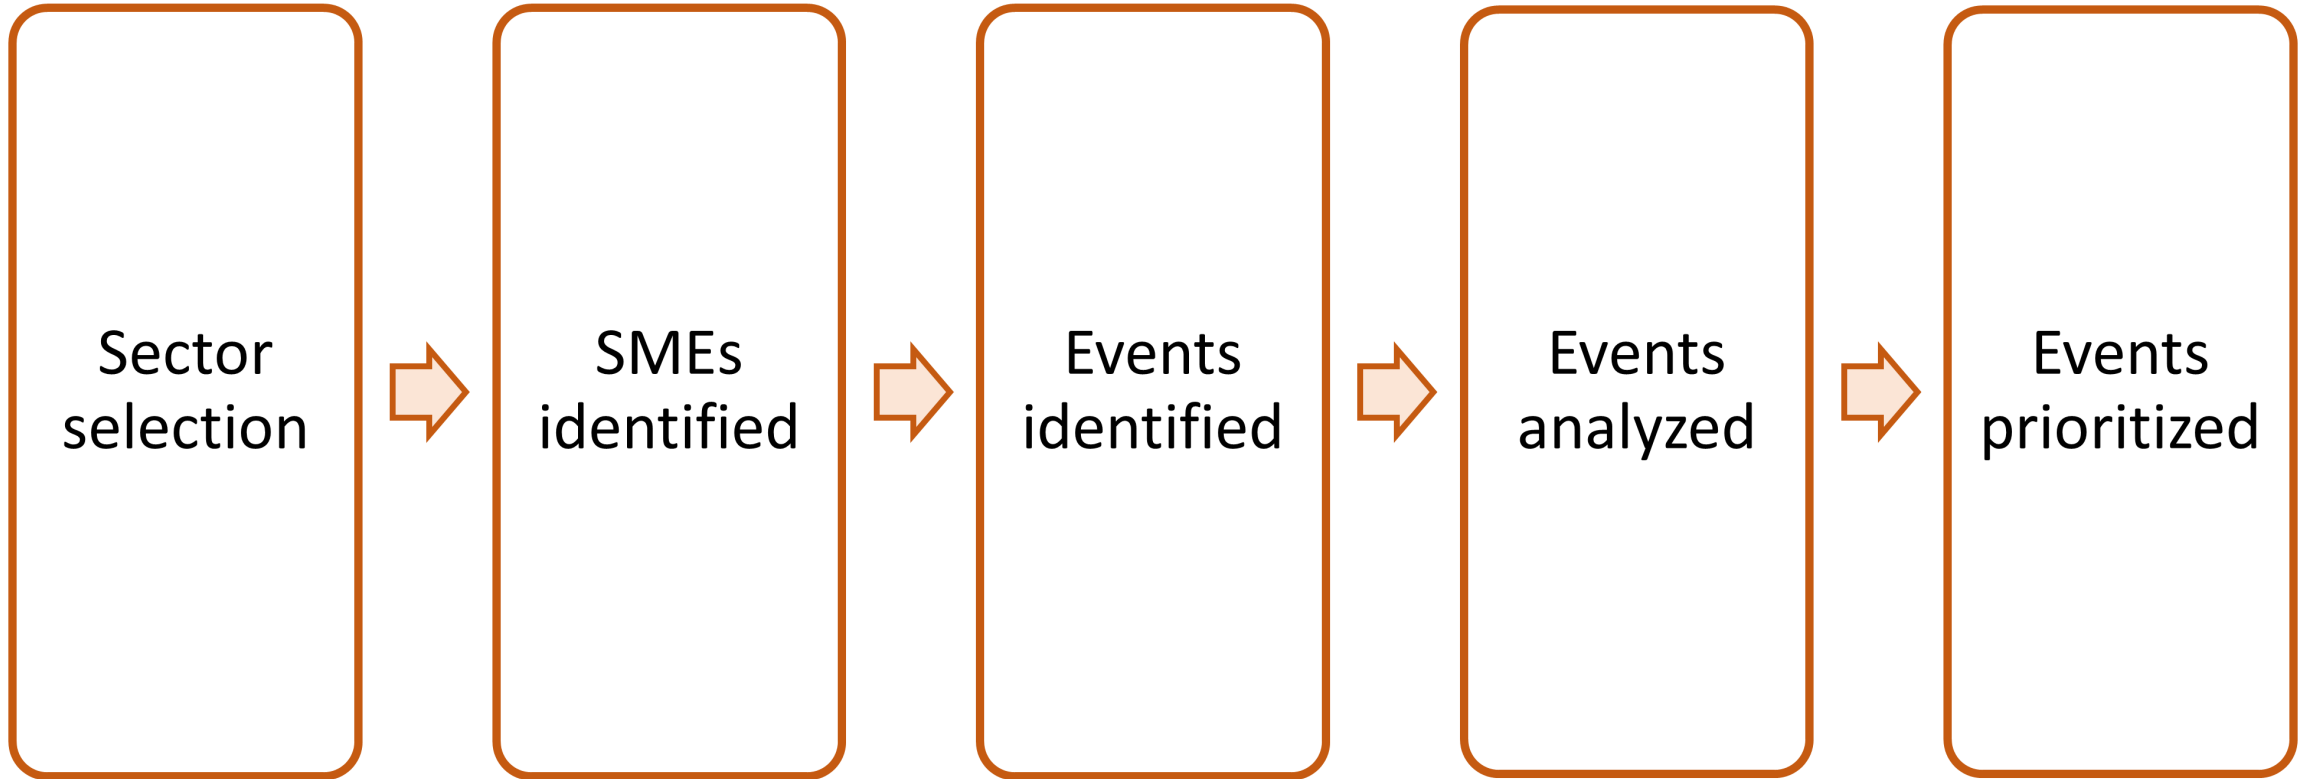 Sector
selection
SMEs
identified
Events
identified
Events
analyzed
Events
prioritized